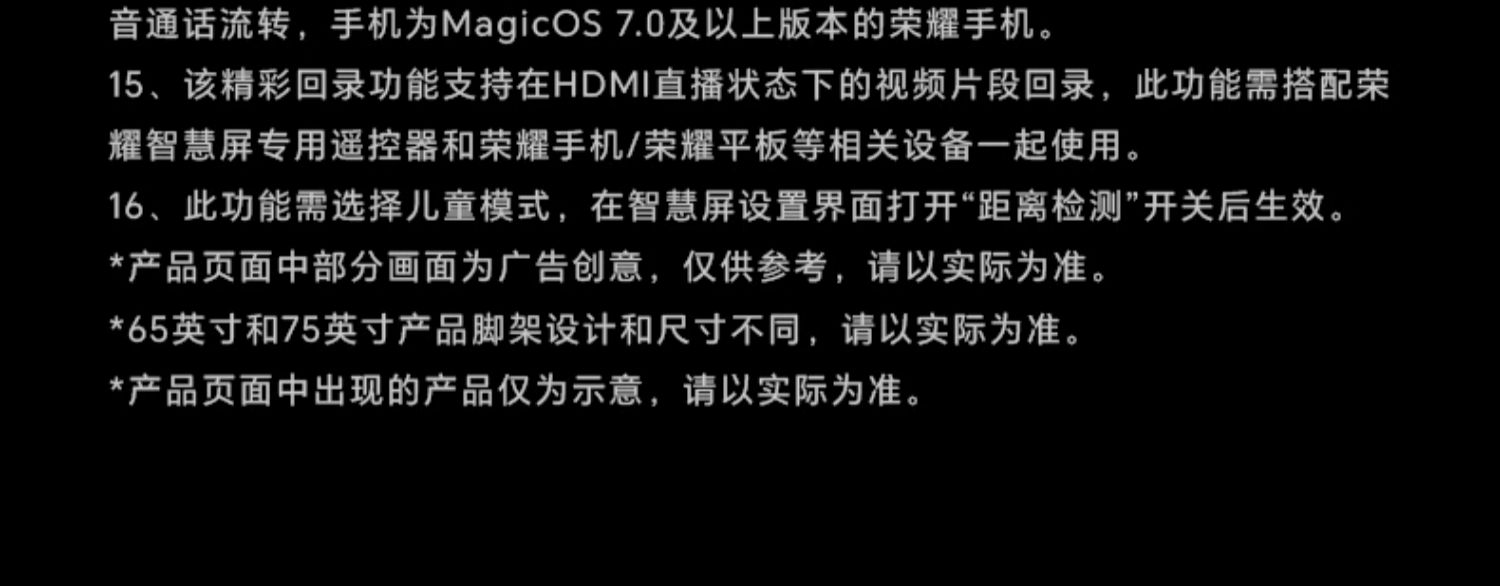 音通话流转，手机为MagicOS 7.0及以上版本的荣耀手机。
15、该精彩回录功能支持在HDMI直播状态下的视频片段回录，此功能需搭配荣
耀智慧屏专用遥控器和荣耀手机/荣耀平板等相关设备一起使用。
16、此功能需选择儿童模式，在智慧屏设置界面打开“距离检测”开关后生效。
*产品页面中部分画面为广告创意，仅供参考，请以实际为准。
*65英寸和75英寸产品脚架设计和尺寸不同，请以实际为准。
*产品页面中出现的产品仅为示意，请以实际为准。